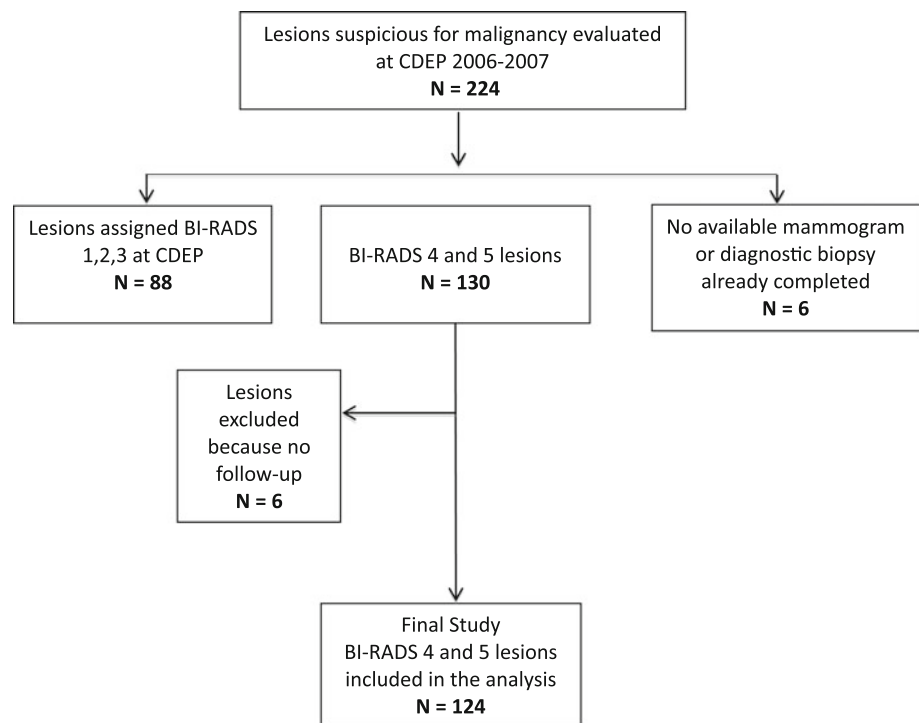 Lesions suspicious for malignancy evaluated
at CDEP 2006-2007
N = 224
Lesions assigned BI-RADS
1,2,3 at CDEP
N = 88
BI-RADS 4 and 5 lesions
N = 130
No available mammogram
or diagnostic biopsy
already completed
N = 6
Lesions
excluded
because no
follow-up
N = 6
Final Study
BI-RADS 4 and 5 lesions
included in the analysis
N = 124